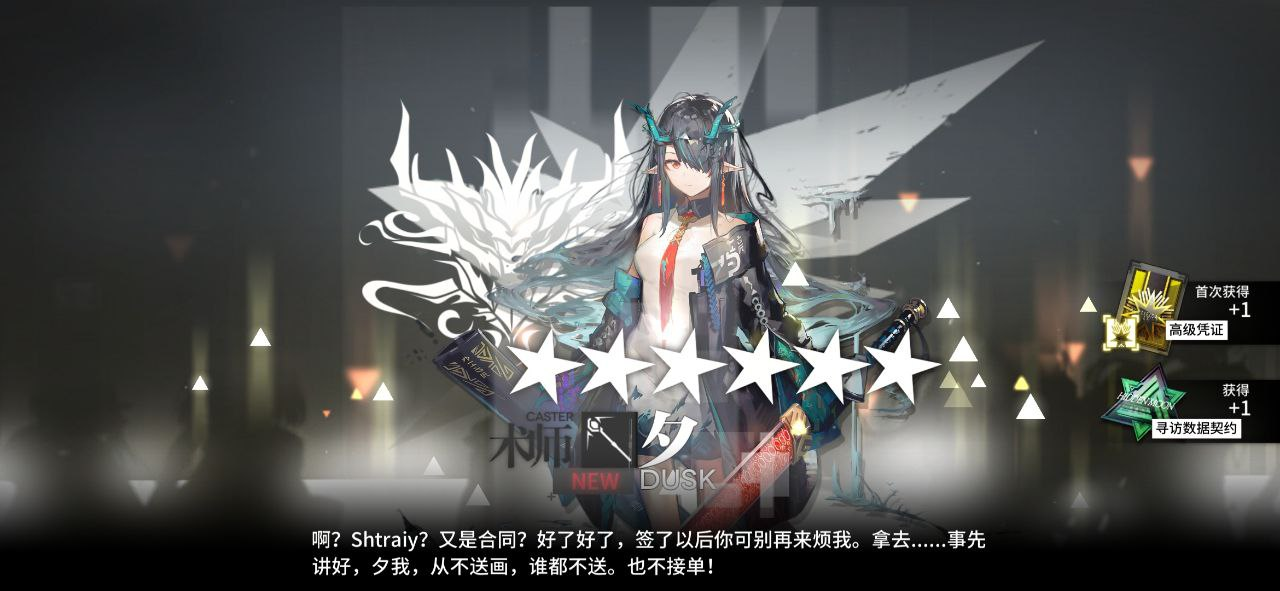 首次获得
+1
高级凭证
获得
+1
HIDDEN MOON
寻访数据契约
CASTER
术师
夕
NEW
DUSK
啊？Shtraiy？又是合同？好了好了，签了以后你可别再来烦我。拿去......事先
讲好，夕我，从不送画，谁都不送。也不接单！